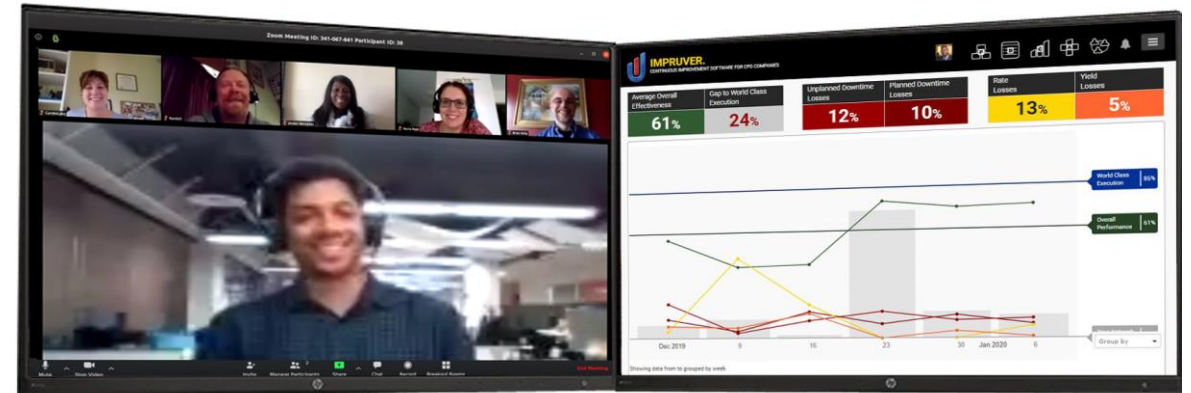 Zoom Meeting ID: 341-067-841 Participant ID: 38
Mute
Stop Video
Invite
Manage Participants
Share
Chat
Record
Breakout Rooms
End Meeting
hp
IMPRUVER.
CONTINUOUS IMPROVEMENT SOFTWARE FOR CPG COMPANIES
Average Overall
Effectiveness
61%
Gap to World Class
Execution
24%
Unplanned Downtime
Losses
12%
Planned Downtime
Losses
10%
Rate
Losses
13%
Yield
Losses
5%
World Class
Execution
85%
Overall
Performance
61%
Dec 2019
9
16
23
30
Jan 2020
6
Group by
Showing data from to grouped by week
hp